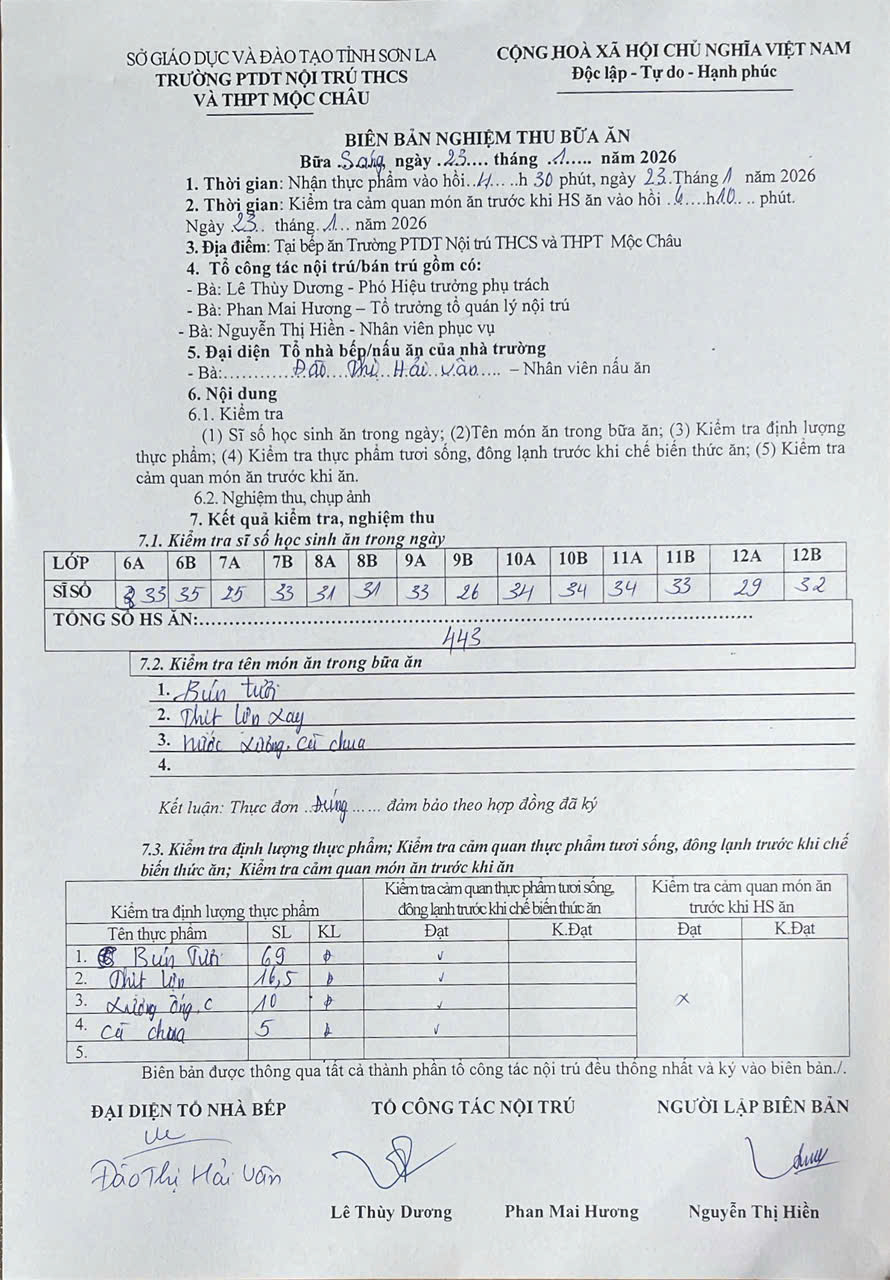 SỞ GIÁO DỤC VÀ ĐÀO TẠO TỈNH SƠN LA
TRƯỜNG PTDT NỘI TRÚ THCS
VÀ THPT MỘC CHÂU
CỘNG HOÀ XÃ HỘI CHỦ NGHĨA VIỆT NAM
Độc lập - Tự do - Hạnh phúc
BIÊN BẢN NGHIỆM THU BỮA ĂN
Bữa .Sáng, ngày .23.... tháng .1..... năm 2026
1. Thời gian: Nhận thực phẩm vào hồi..4.....h 30 phút, ngày 23.Tháng 1 năm 2026
2. Thời gian: Kiểm tra cảm quan món ăn trước khi HS ăn vào hồi .6....h10.. .. phút.
Ngày 23.. tháng.1... năm 2026
3. Địa điểm: Tại bếp ăn Trường PTDT Nội trú THCS và THPT Mộc Châu
4. Tổ công tác nội trú/bán trú gồm có:
- Bà: Lê Thùy Dương - Phó Hiệu trưởng phụ trách
- Bà: Phan Mai Hương – Tổ trưởng tổ quản lý nội trú
- Bà: Nguyễn Thị Hiền - Nhân viên phục vụ
5. Đại diện Tổ nhà bếp/nấu ăn của nhà trường
- Bà:............Đào....Thị...Hải...Vân..... – Nhân viên nấu ăn
6. Nội dung
6.1. Kiểm tra
(1) Sĩ số học sinh ăn trong ngày; (2)Tên món ăn trong bữa ăn; (3) Kiểm tra định lượng
thực phẩm; (4) Kiểm tra thực phẩm tươi sống, đông lạnh trước khi chế biến thức ăn; (5) Kiểm tra
cảm quan món ăn trước khi ăn.
6.2. Nghiệm thu, chụp ảnh
7. Kết quả kiểm tra, nghiệm thu
7.1. Kiểm tra sĩ số học sinh ăn trong ngày
LỚP 6A 6B 7A 7B 8A 8B 9A 9B 10A 10B 11A 11B 12A 12B
SĨ SỐ 33 35 25 33 31 31 33 26 34 34 34 33 29 32
TỔNG SỐ HS ĂN:..............................................................................
443
7.2. Kiểm tra tên món ăn trong bữa ăn
1. Bún tươi
2. Thịt lợn xay
3. Nước xương, cà chua
4.
Kết luận: Thực đơn ..Đúng...... đảm bảo theo hợp đồng đã ký
7.3. Kiểm tra định lượng thực phẩm; Kiểm tra cảm quan thực phẩm tươi sống, đông lạnh trước khi chế
biến thức ăn; Kiểm tra cảm quan món ăn trước khi ăn
Kiểm tra định lượng thực phẩm
Kiểm tra cảm quan thực phẩm tươi sống,
đông lạnh trước khi chế biến thức ăn
Kiểm tra cảm quan món ăn
trước khi HS ăn
Tên thực phẩm SL KL Đạt K.Đạt Đạt K.Đạt
1. Bún Tươi 69 Đ ✓
2. Thịt lợn 16,5 Đ ✓
3. Xương ống, C 10 Đ ✓ x
4. Cà chua 5 Đ ✓
5.
Biên bản được thông qua tất cả thành phần tổ công tác nội trú đều thống nhất và ký vào biên bản./.
ĐẠI DIỆN TỔ NHÀ BẾP TỔ CÔNG TÁC NỘI TRÚ NGƯỜI LẬP BIÊN BẢN
Đào Thị Hải Vân
Lê Thùy Dương Phan Mai Hương Nguyễn Thị Hiền